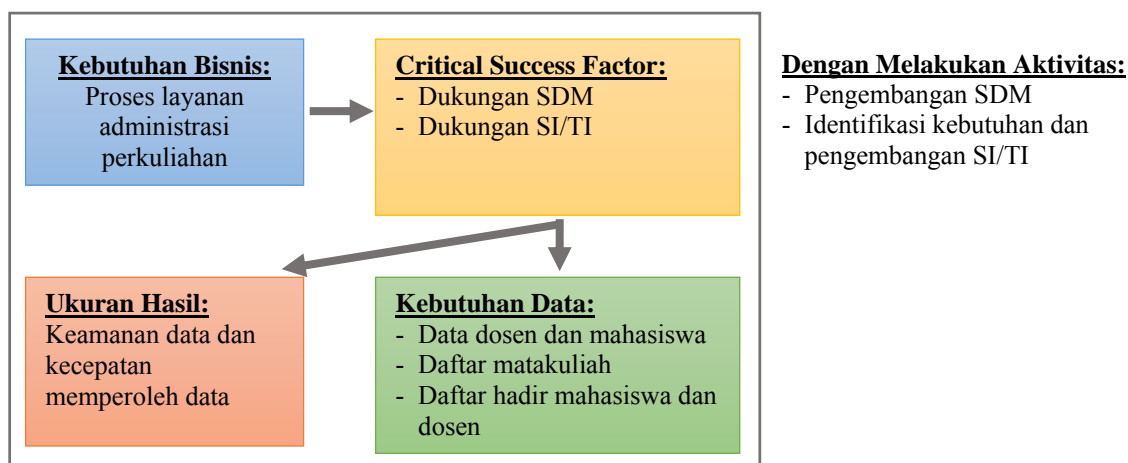 Kebutuhan Bisnis:
Proses layanan
administrasi
perkuliahan
Critical Success Factor:
- Dukungan SDM
- Dukungan SI/TI
Dengan Melakukan Aktivitas:
- Pengembangan SDM
- Identifikasi kebutuhan dan
pengembangan SI/TI
Ukuran Hasil:
Keamanan data dan
kecepatan
memperoleh data
Kebutuhan Data:
- Data dosen dan mahasiswa
- Daftar matakuliah
- Daftar hadir mahasiswa dan
dosen